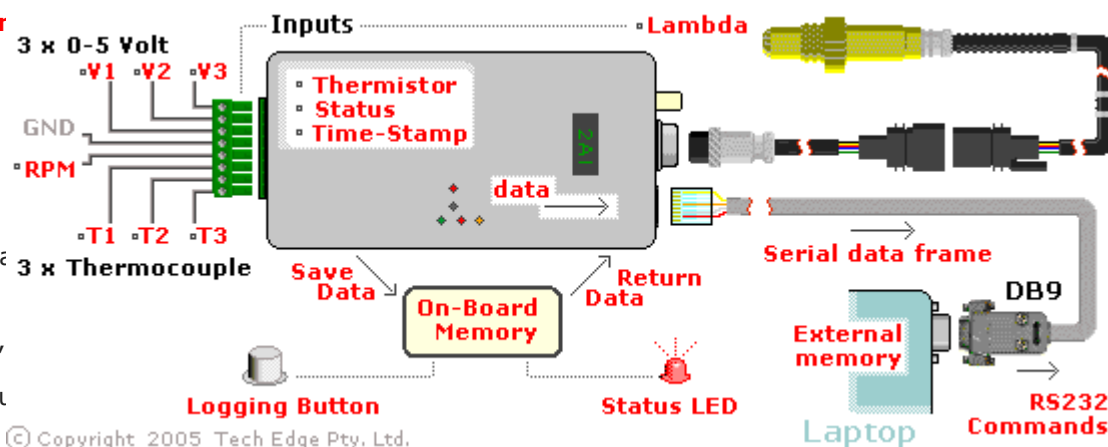 Inputs
Lambda
3 x 0-5 Volt
V1 V2 V3
GND
RPM
T1 T2 T3
3 x Thermocouple
Thermistor
Status
Time-Stamp
2A1
data
Save
Data
Return
Data
On-Board
Memory
Logging Button
Status LED
Serial data frame
DB9
External
memory
Laptop
RS232
Commands
© Copyright 2005 Tech Edge Pty. Ltd.